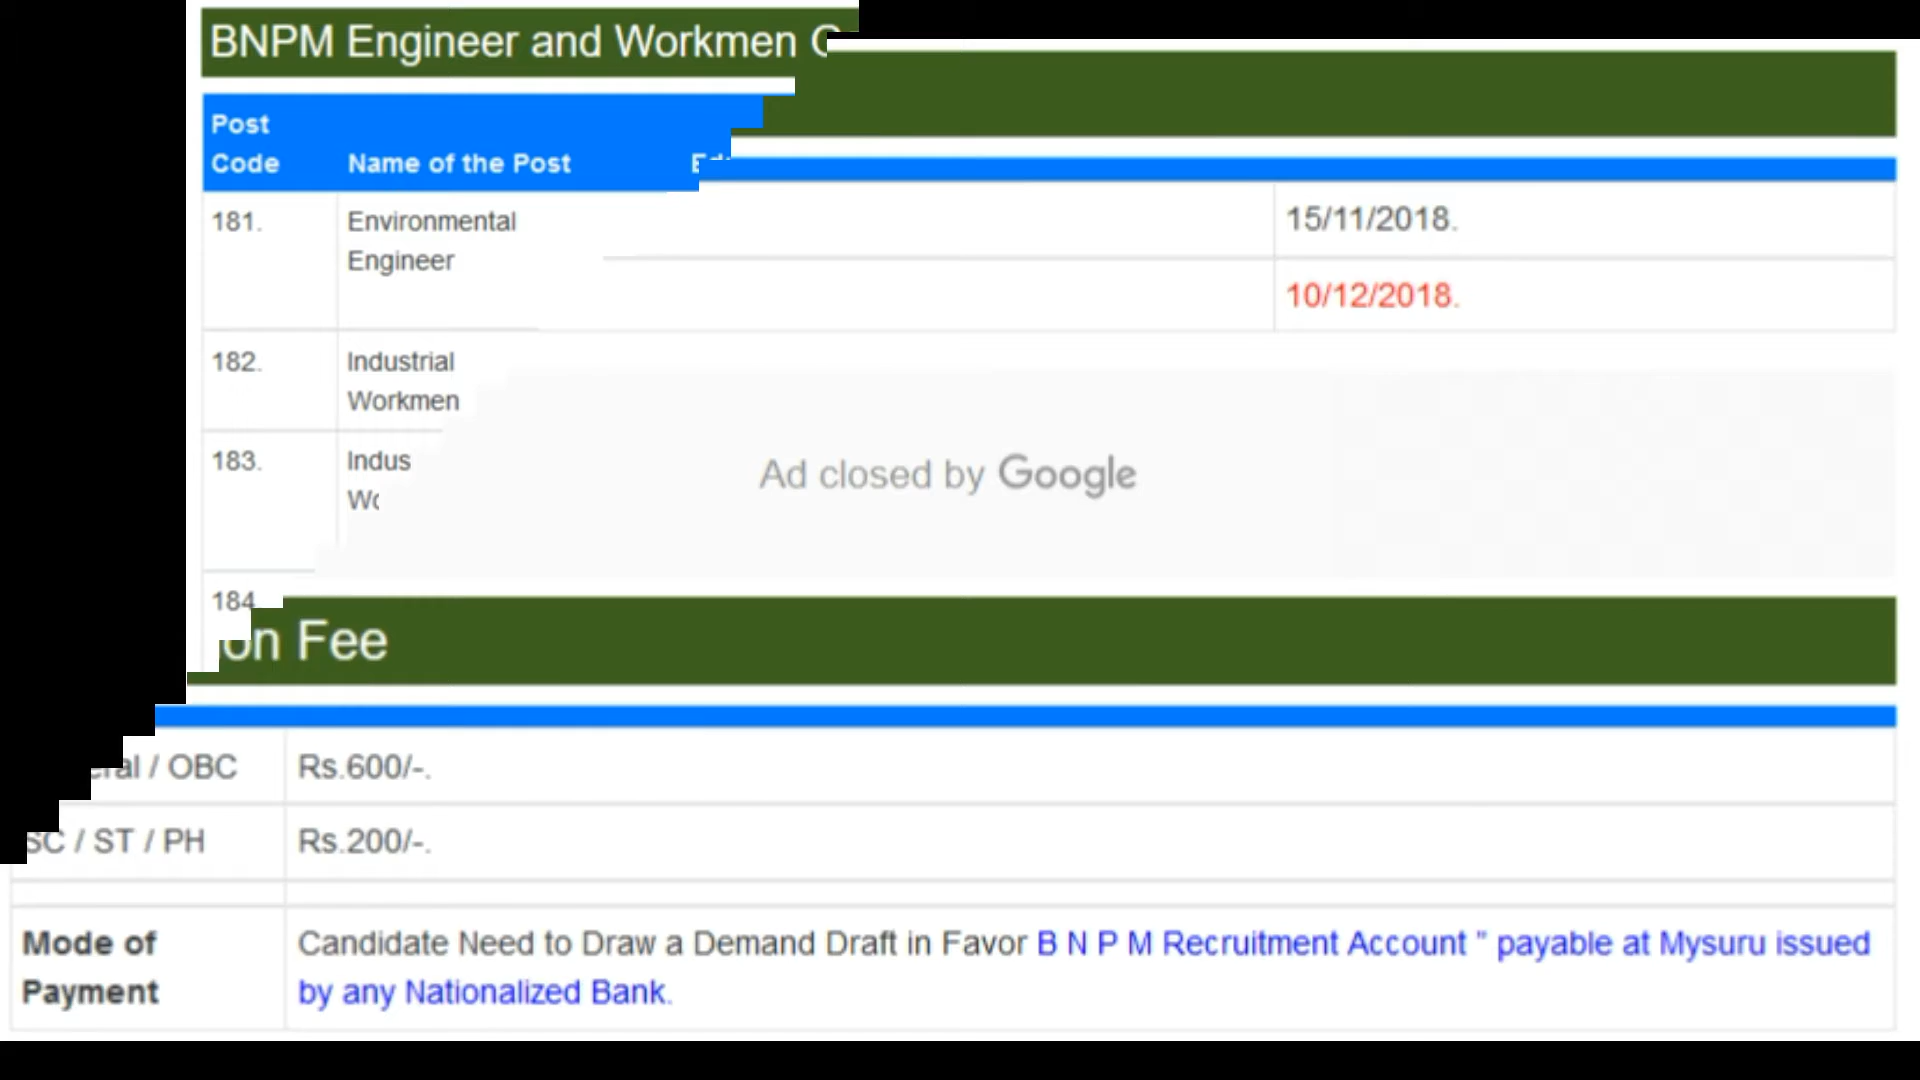 BNPM Engineer and Workmen
Post
Code
Name of the Post
181.
Environmental
Engineer
15/11/2018.
10/12/2018.
182.
Industrial
Workmen
183.
Indus
Ad closed by Google
184
on Fee
/ OBC
Rs.600/-.
SC / ST / PH
Rs.200/-.
Mode of
Payment
Candidate Need to Draw a Demand Draft in Favor B N P M Recruitment Account " payable at Mysuru issued
by any Nationalized Bank.